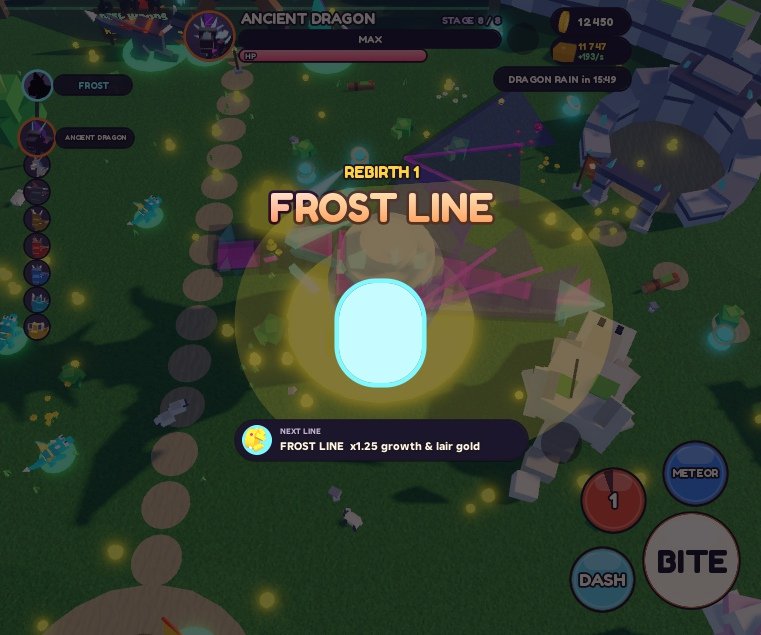 ANCIENT DRAGON
STAGE 8 / 8
MAX
HP
12 450
11 747
+193/s
DRAGON RAIN in 15:49
FROST
ANCIENT DRAGON
REBIRTH 1
FROST LINE
NEXT LINE
FROST LINE x1.25 growth & lair gold
METEOR
1
BITE
DASH